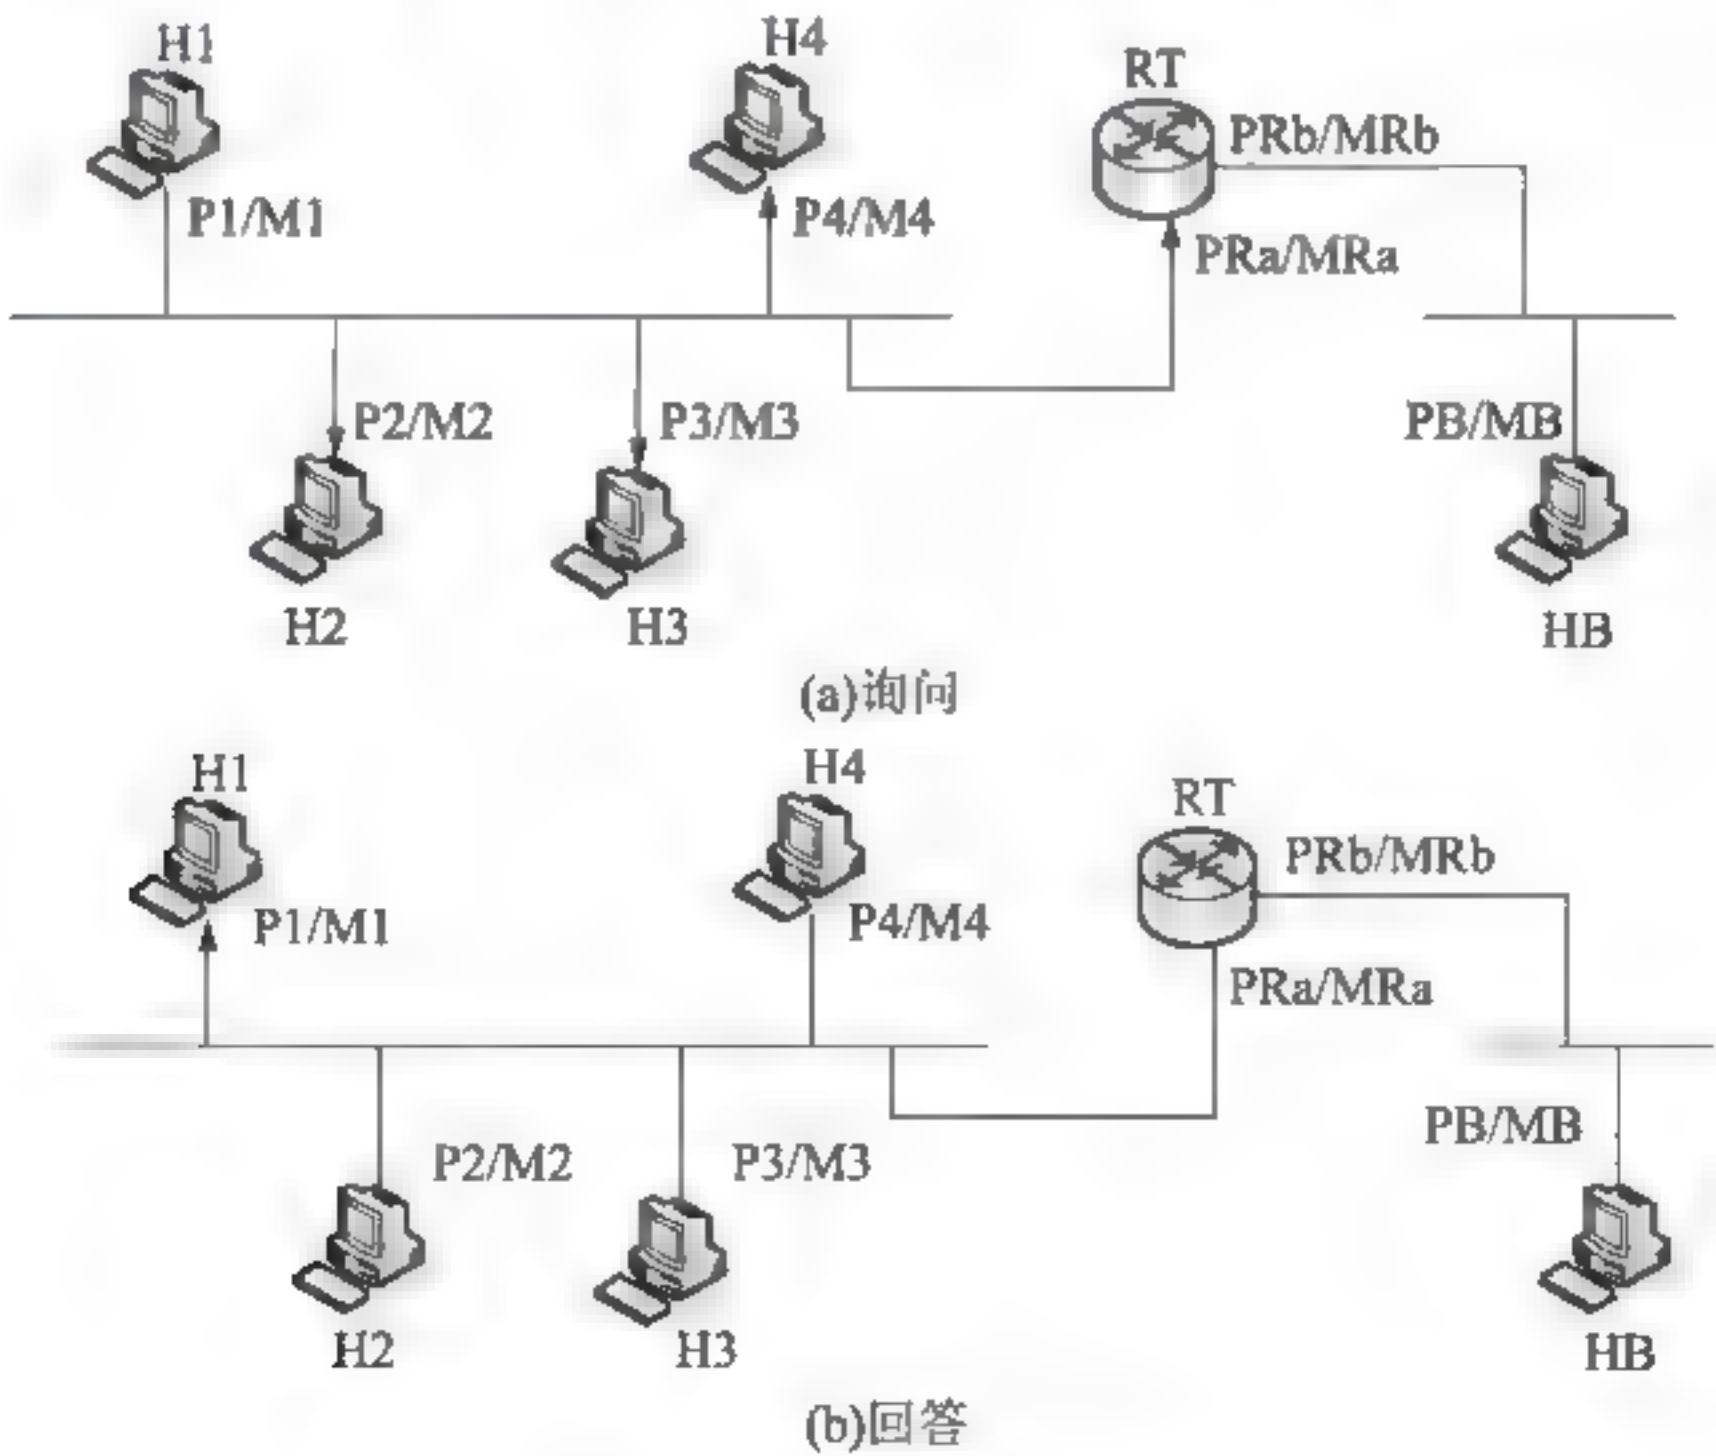 H1
H4
RT
PRb/MRb
P1/M1
P4/M4
PRa/MRa
P2/M2
P3/M3
PB/MB
H2
H3
HB
(a)询问
H1
H4
RT
PRb/MRb
P1/M1
P4/M4
PRa/MRa
P2/M2
P3/M3
PB/MB
H2
H3
HB
(b)回答